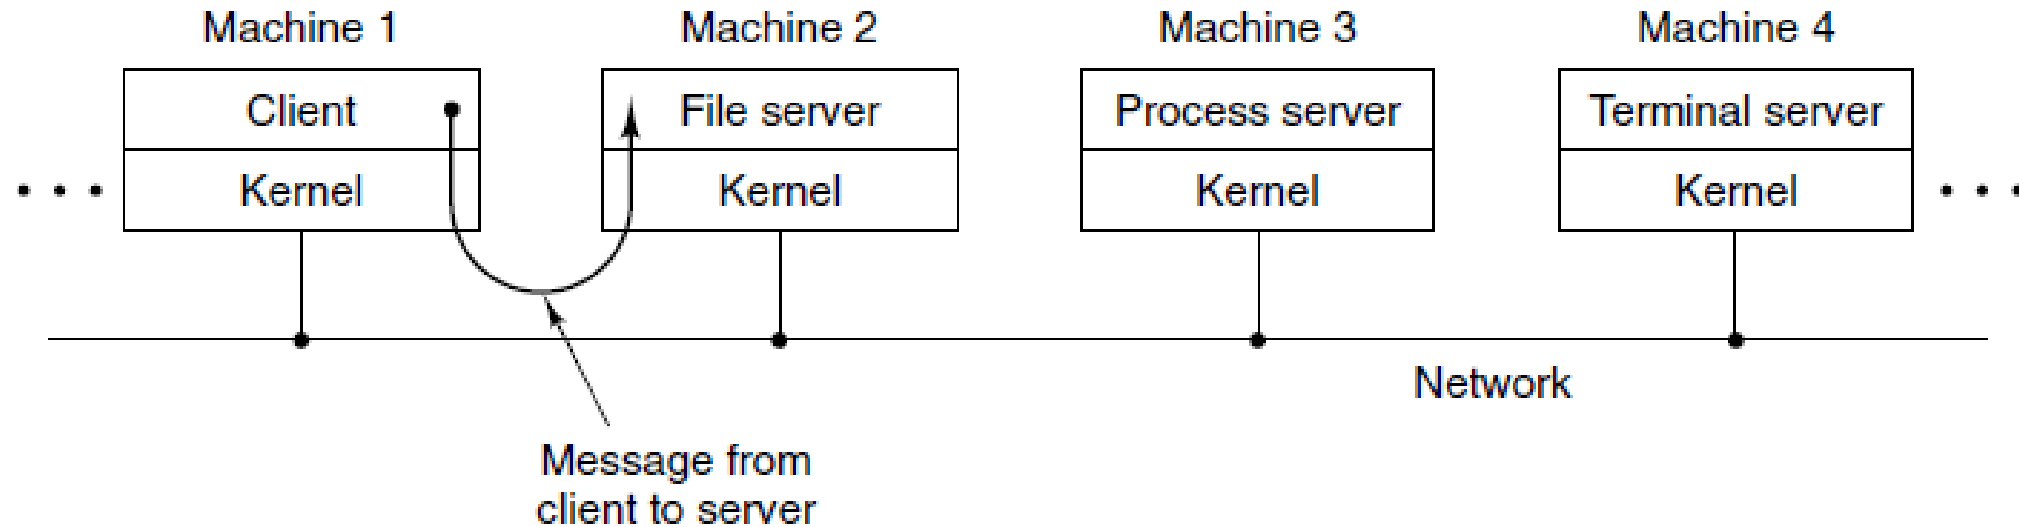 Machine 1
Machine 2
Machine 3
Machine 4
Client
File server
Process server
Terminal server
Kernel
Kernel
Kernel
Kernel
Network
Message from
client to server